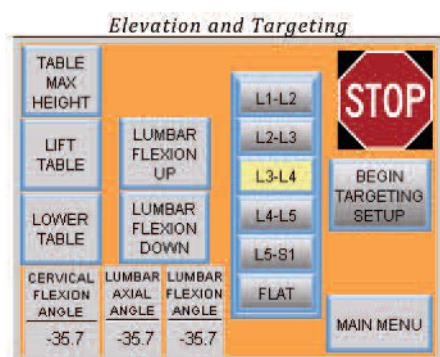 Elevation and Targeting
TABLE
MAX
HEIGHT
LIFT
TABLE
LOWER
TABLE
LUMBAR
FLEXION
UP
LUMBAR
FLEXION
DOWN
CERVICAL
FLEXION
ANGLE
-35.7
LUMBAR
AXIAL
ANGLE
-35.7
LUMBAR
FLEXION
ANGLE
-35.7
L1-L2
L2-L3
L3-L4
L4-L5
L5-S1
FLAT
STOP
BEGIN
TARGETING
SETUP
MAIN MENU